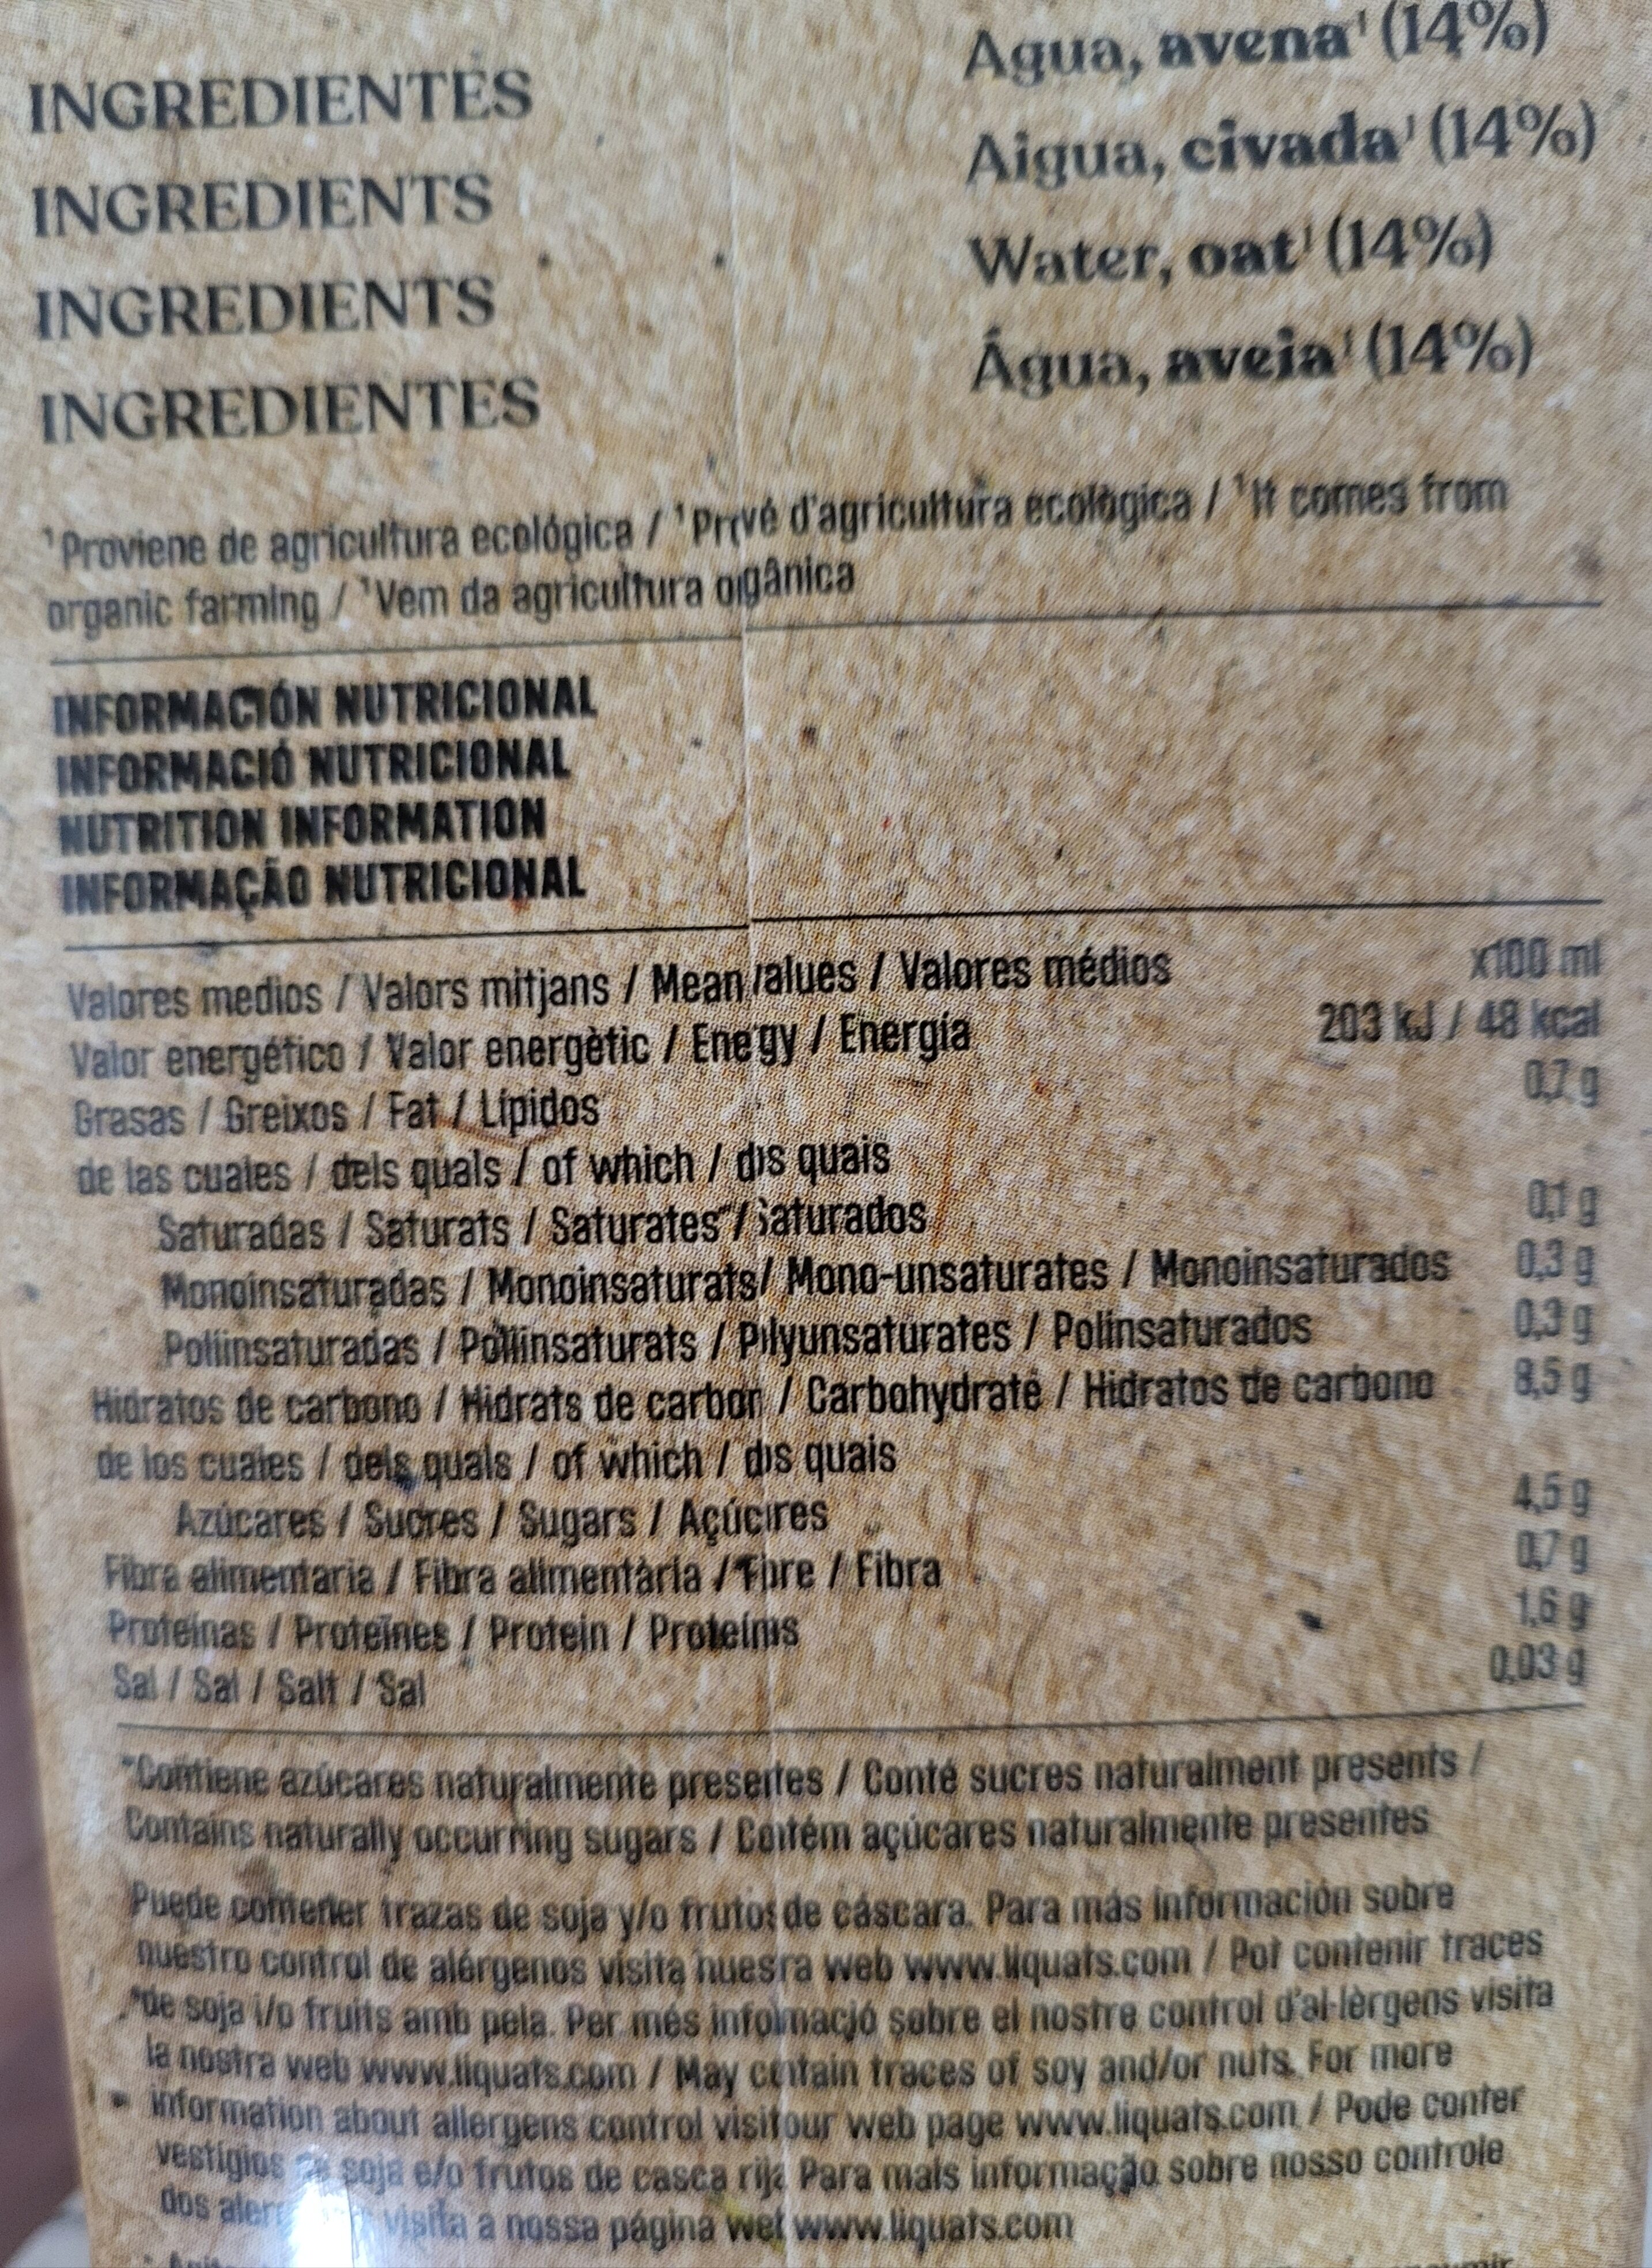 INGREDIENTES Agua, avena¹ (14%)
INGREDIENTS Aigua, civada¹ (14%)
INGREDIENTS Water, oat¹ (14%)
INGREDIENTES Água, aveia¹ (14%)
¹Proviene de agricultura ecológica / ¹Prové d'agricultura ecològica / ¹It comes from
organic farming / ¹Vem da agricultura orgânica
INFORMACIÓN NUTRICIONAL
INFORMACIÓ NUTRICIONAL
NUTRITION INFORMATION
INFORMAÇÃO NUTRICIONAL
Valores medios / Valors mitjans / Mean values / Valores médios x100 ml
Valor energético / Valor energètic / Energy / Energía 203 kJ / 48 kcal
Grasas / Greixos / Fat / Lípidos 0,7 g
de las cuales / dels quals / of which / dos quais
Saturadas / Saturats / Saturates / Saturados 0,1 g
Monoinsaturadas / Monoinsaturats / Mono-unsaturates / Monoinsaturados 0,3 g
Poliinsaturadas / Poliinsaturats / Polyunsaturates / Polinsaturados 0,3 g
Hidratos de carbono / Hidrats de carboni / Carbohydrate / Hidratos de carbono 8,5 g
de los cuales / dels quals / of which / dos quais
Azúcares / Sucres / Sugars / Açúcares 4,5 g
Fibra alimentaria / Fibra alimentària / Fibre / Fibra 0,7 g
Proteínas / Proteïnes / Protein / Proteínas 1,6 g
Sal / Sal / Salt / Sal 0,03 g
*Contiene azúcares naturalmente presentes / Conté sucres naturalment presents /
Contains naturally occurring sugars / Contém açúcares naturalmente presentes
Puede contener trazas de soja y/o frutos de cáscara. Para más información sobre
nuestro control de alérgenos visita nuestra web www.liquats.com / Pot contenir traces
de soja i/o fruits amb pela. Per més informació sobre el nostre control d'al·lèrgens visita
la nostra web www.liquats.com / May contain traces of soy and/or nuts. For more
information about allergens control visit our web page www.liquats.com / Pode conter
vestígios soja e/o frutos de casca rija Para mais informação sobre nosso controle
dos visita a nossa página web www.liquats.com